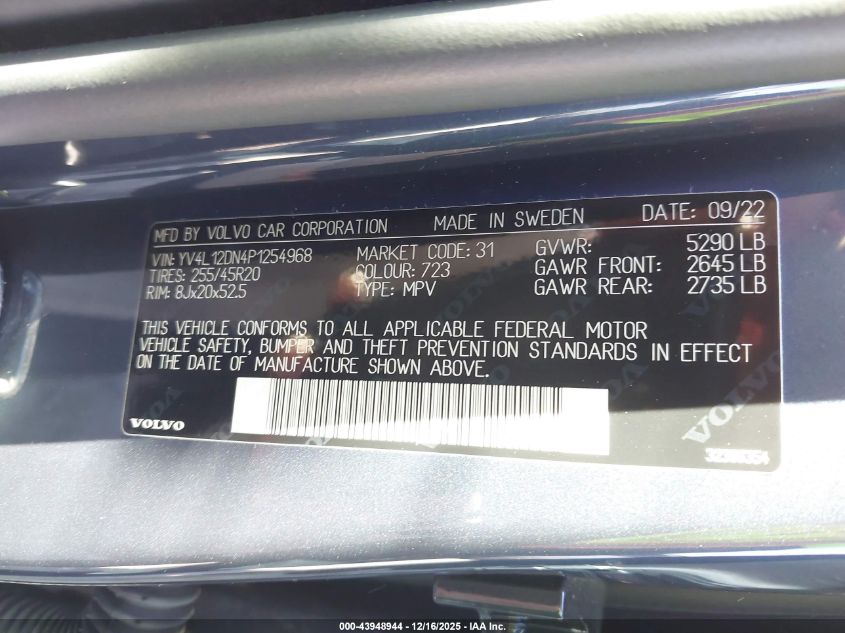 MFD BY VOLVO CAR CORPORATION MADE IN SWEDEN DATE: 09/22
VIN: YV4L12DN4P1254968 MARKET CODE: 31 GVWR: 5290 LB
TIRES: 255/45R20 COLOUR: 723 GAWR FRONT: 2645 LB
RIM: 8Jx20x52.5 TYPE: MPV GAWR REAR: 2735 LB
THIS VEHICLE CONFORMS TO ALL APPLICABLE FEDERAL MOTOR
VEHICLE SAFETY, BUMPER AND THEFT PREVENTION STANDARDS IN EFFECT
ON THE DATE OF MANUFACTURE SHOWN ABOVE.
VOLVO
VOLVO
000-43948944 / 12/16/2025 - IAA Inc.